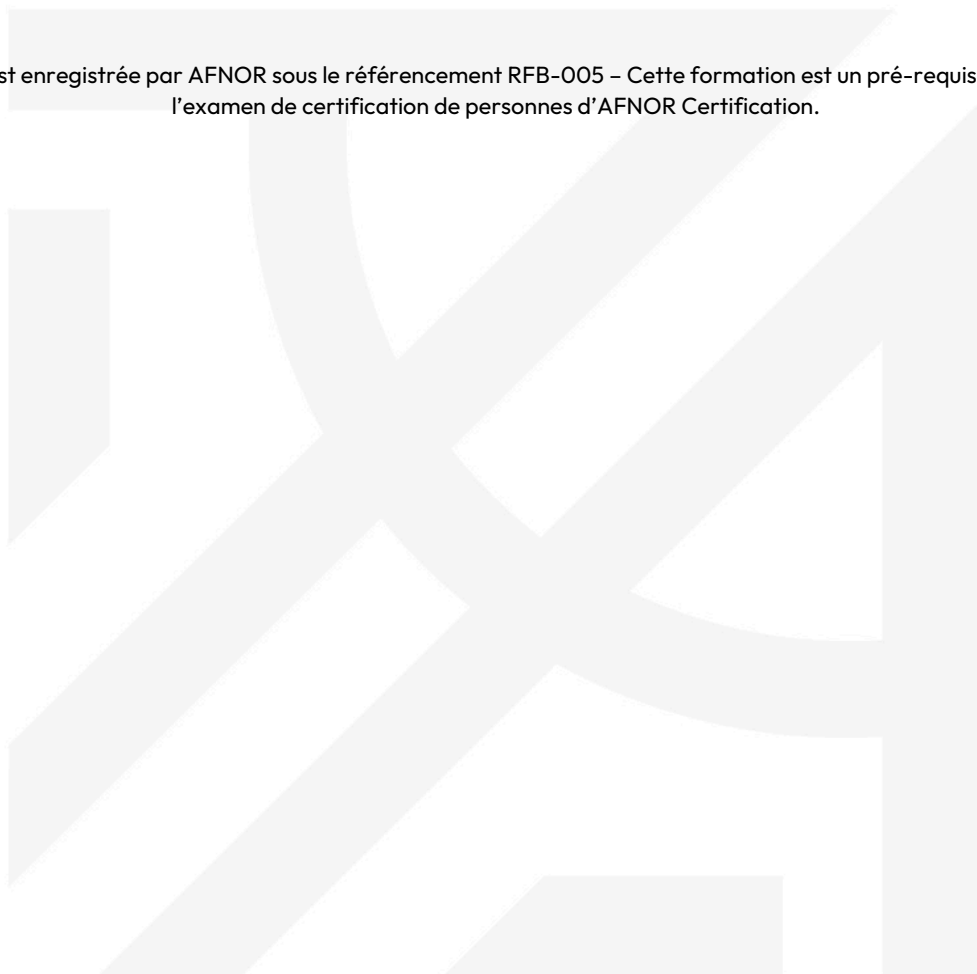 st enregistrée par AFNOR sous le référencement RFB-005 – Cette formation est un pré-requis
l’examen de certification de personnes d’AFNOR Certification.